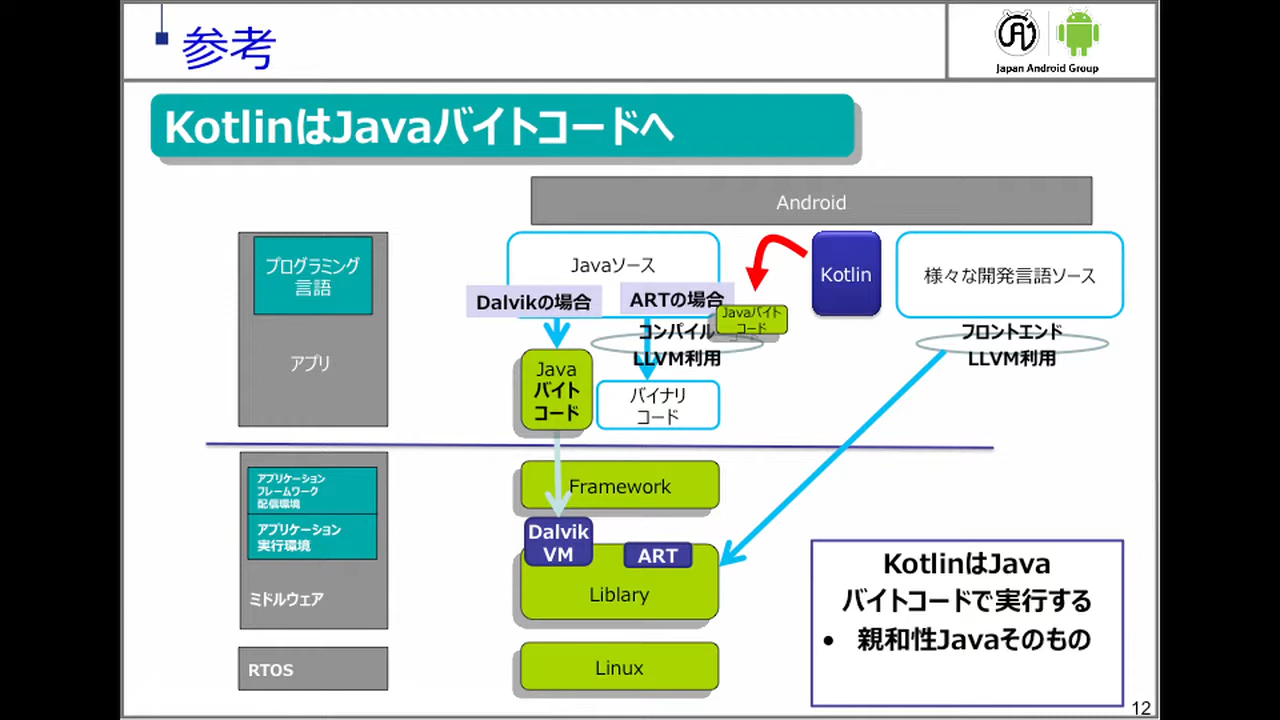 参考
Japan Android Group
KotlinはJavaバイトコードへ
Android
プログラミング
言語
アプリ
Javaソース
Dalvikの場合
ARTの場合
Kotlin
様々な開発言語ソース
Javaバイト
コード
コンパイル
LLVM利用
フロントエンド
LLVM利用
Java
バイト
コード
バイナリ
コード
アプリケーション
フレームワーク
配信環境
アプリケーション
実行環境
ミドルウェア
Framework
Dalvik
VM
ART
Liblary
KotlinはJava
バイトコードで実行する
• 親和性Javaそのもの
RTOS
Linux
12